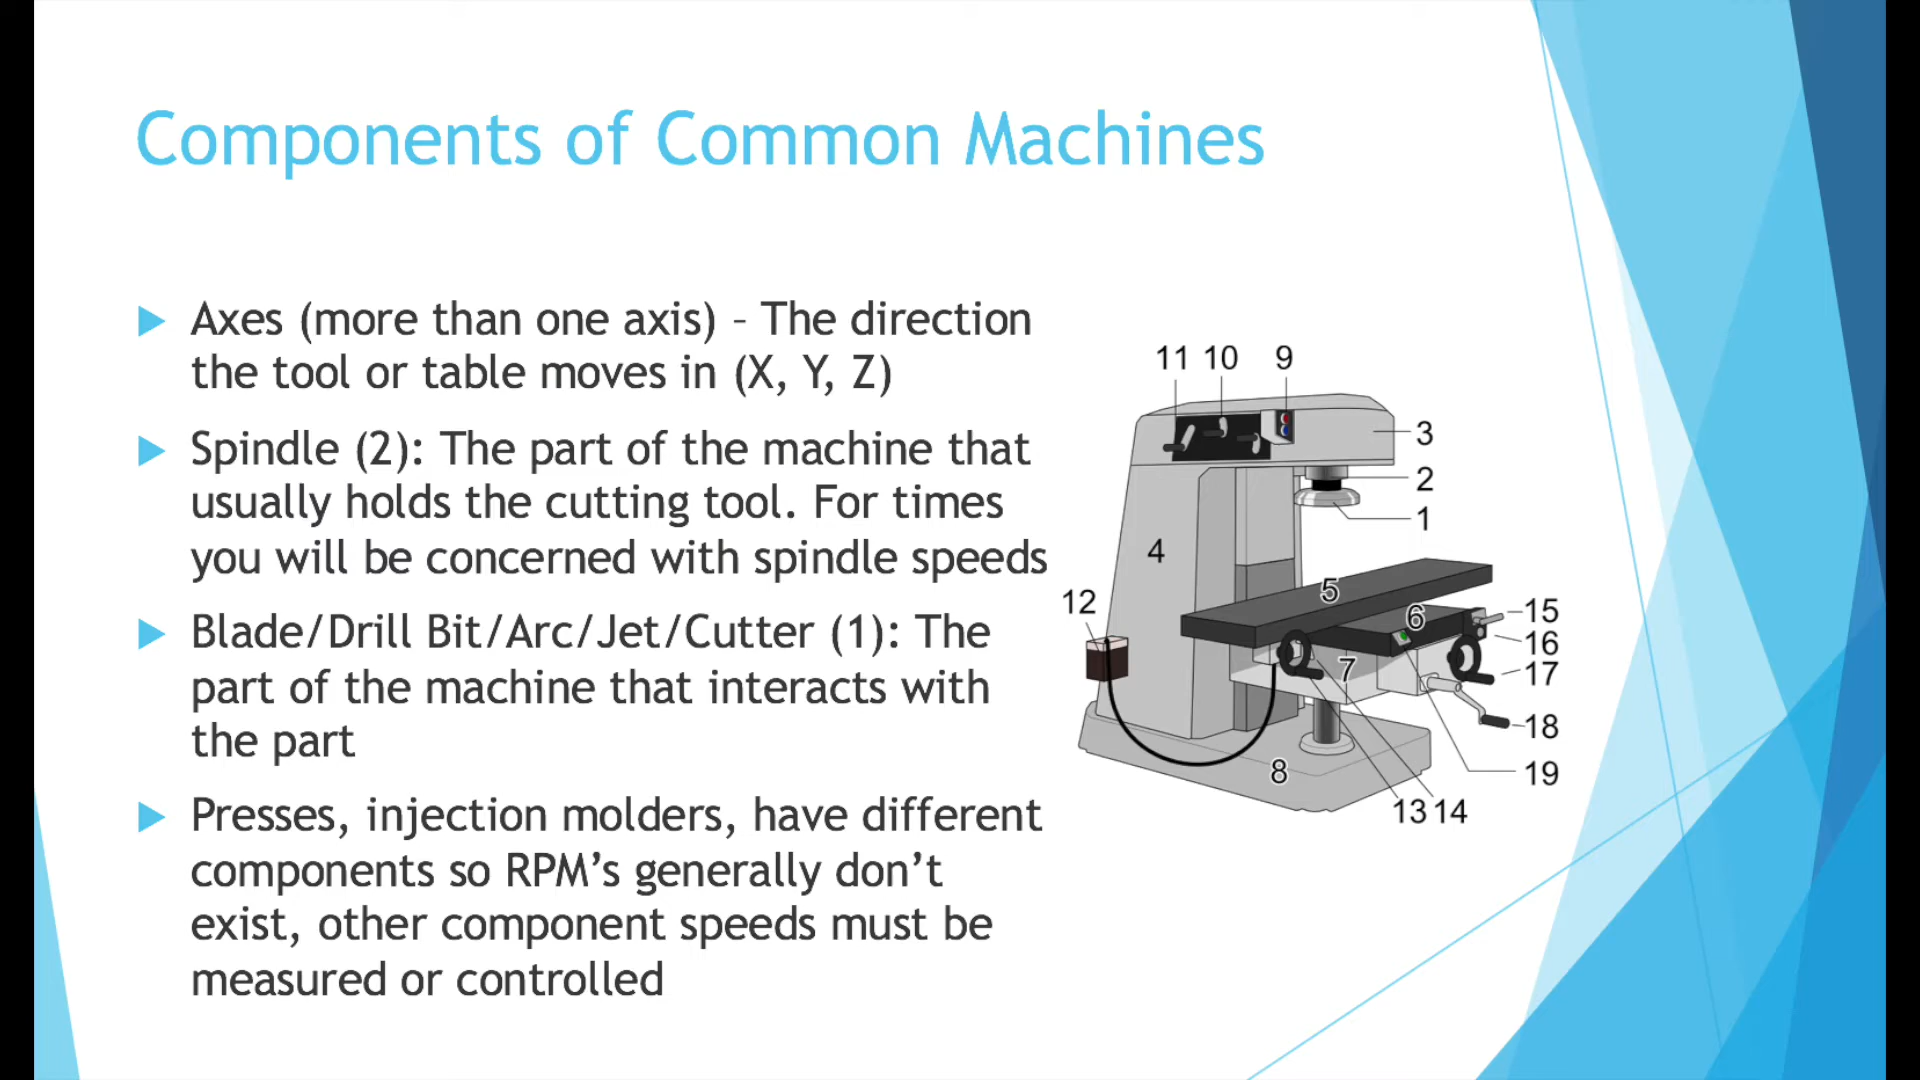 Components of Common Machines
Axes (more than one axis) – The direction
the tool or table moves in (X, Y, Z)
Spindle (2): The part of the machine that
usually holds the cutting tool. For times
you will be concerned with spindle speeds
Blade/Drill Bit/Arc/Jet/Cutter (1): The
part of the machine that interacts with
the part
Presses, injection molders, have different
components so RPM’s generally don’t
exist, other component speeds must be
measured or controlled
11 10 9
3
2
1
4
5
12
6
15
16
7
17
18
8
19
13 14